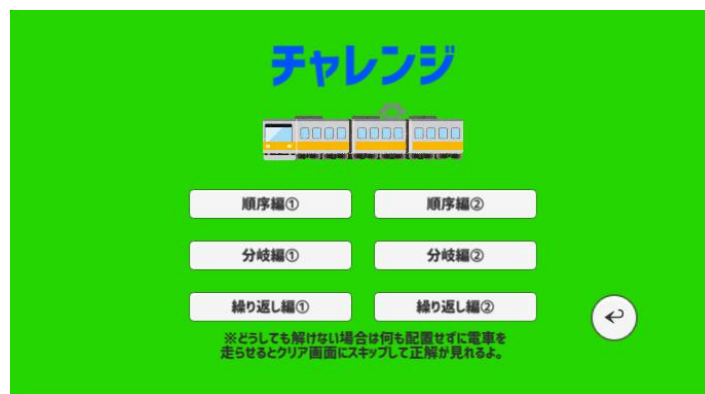 チャレンジ
順序編①
順序編②
分岐編①
分岐編②
繰り返し編①
繰り返し編②
※どうしても解けない場合は何も配置せずに電車を
走らせるとクリア画面にスキップして正解が見れるよ。